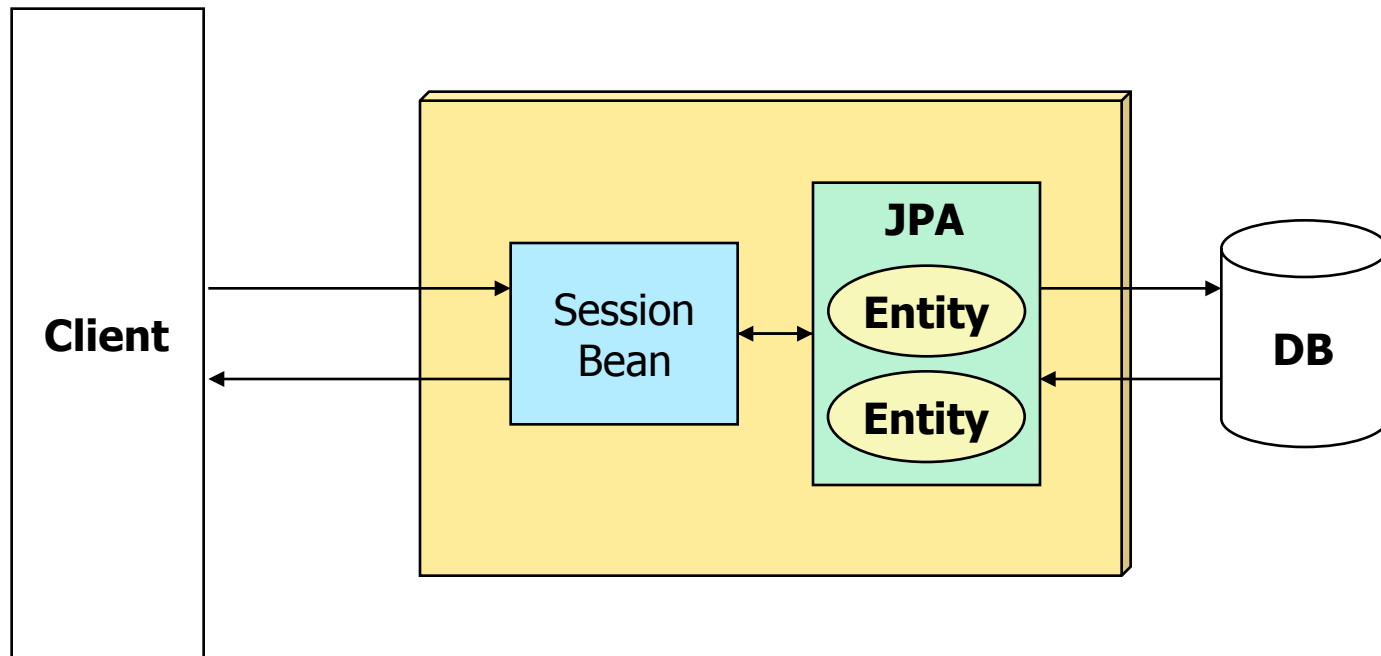 Client
Session
Bean
JPA
Entity
Entity
DB